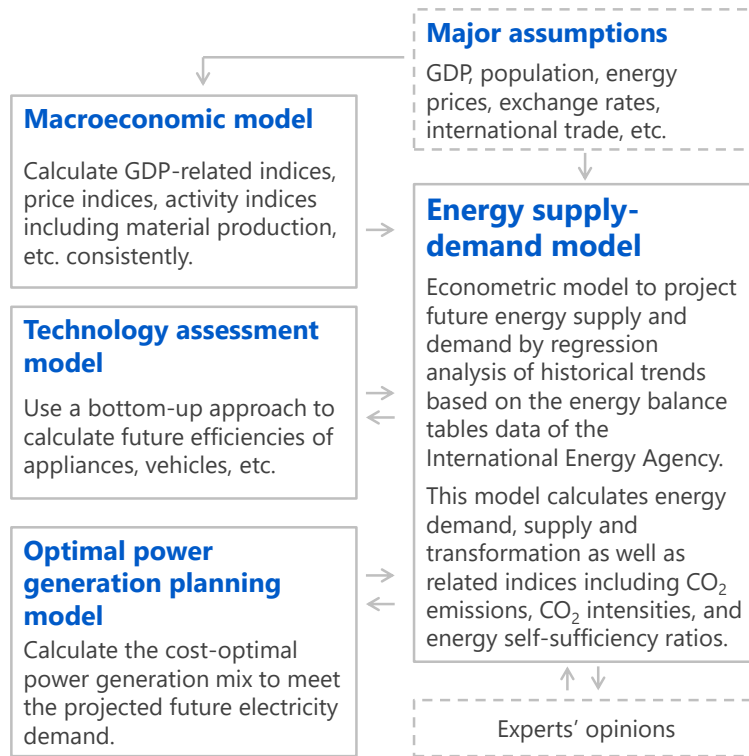 Major assumptions
GDP, population, energy
prices, exchange rates,
international trade, etc.
Macroeconomic model
Calculate GDP-related indices,
price indices, activity indices
including material production,
etc. consistently.
Technology assessment
model
Use a bottom-up approach to
calculate future efficiencies of
appliances, vehicles, etc.
Optimal power
generation planning
model
Calculate the cost-optimal
power generation mix to meet
the projected future electricity
demand.
Energy supply-
demand model
Econometric model to project
future energy supply and
demand by regression
analysis of historical trends
based on the energy balance
tables data of the
International Energy Agency.
This model calculates energy
demand, supply and
transformation as well as
related indices including CO₂
emissions, CO₂ intensities, and
energy self-sufficiency ratios.
Experts’ opinions